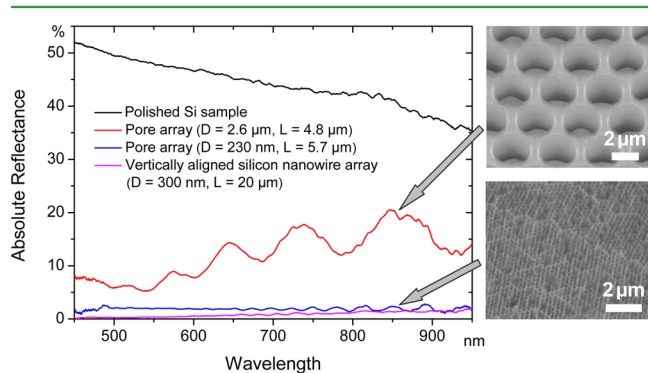 %
50
40
30
20
10
0
Absolute Reflectance
Polished Si sample
Pore array (D = 2.6 µm, L = 4.8 µm)
Pore array (D = 230 nm, L = 5.7 µm)
Vertically aligned silicon nanowire array
(D = 300 nm, L = 20 µm)
500 600 700 800 900 nm
Wavelength
2 µm
2 µm